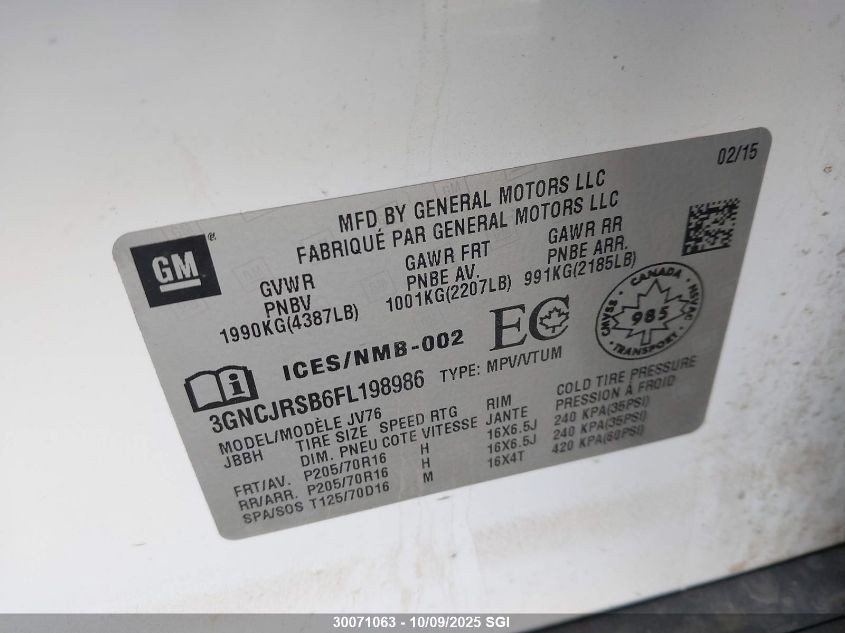 02/15
GM®
MFD BY GENERAL MOTORS LLC
FABRIQUÉ PAR GENERAL MOTORS LLC
GVWR GAWR FRT GAWR RR
PNBV PNBE AV. PNBE ARR.
1990KG(4387LB) 1001KG(2207LB) 991KG(2185LB)
ICES/NMB-002 EC
CANADA
985
TRANSPORT
3GNCJRSB6FL198986 TYPE: MPV/VTUM
MODEL/MODÈLE JV76
JBBH TIRE SIZE SPEED RTG RIM COLD TIRE PRESSURE
DIM. PNEU COTE VITESSE JANTE PRESSION À FROID
FRT/AV. P205/70R16 H 16X6.5J 240 KPA(35PSI)
RR/ARR. P205/70R16 H 16X6.5J 240 KPA(35PSI)
SPA/SOS T125/70D16 M 16X4T 420 KPA(60PSI)
30071063 - 10/09/2025 SGI